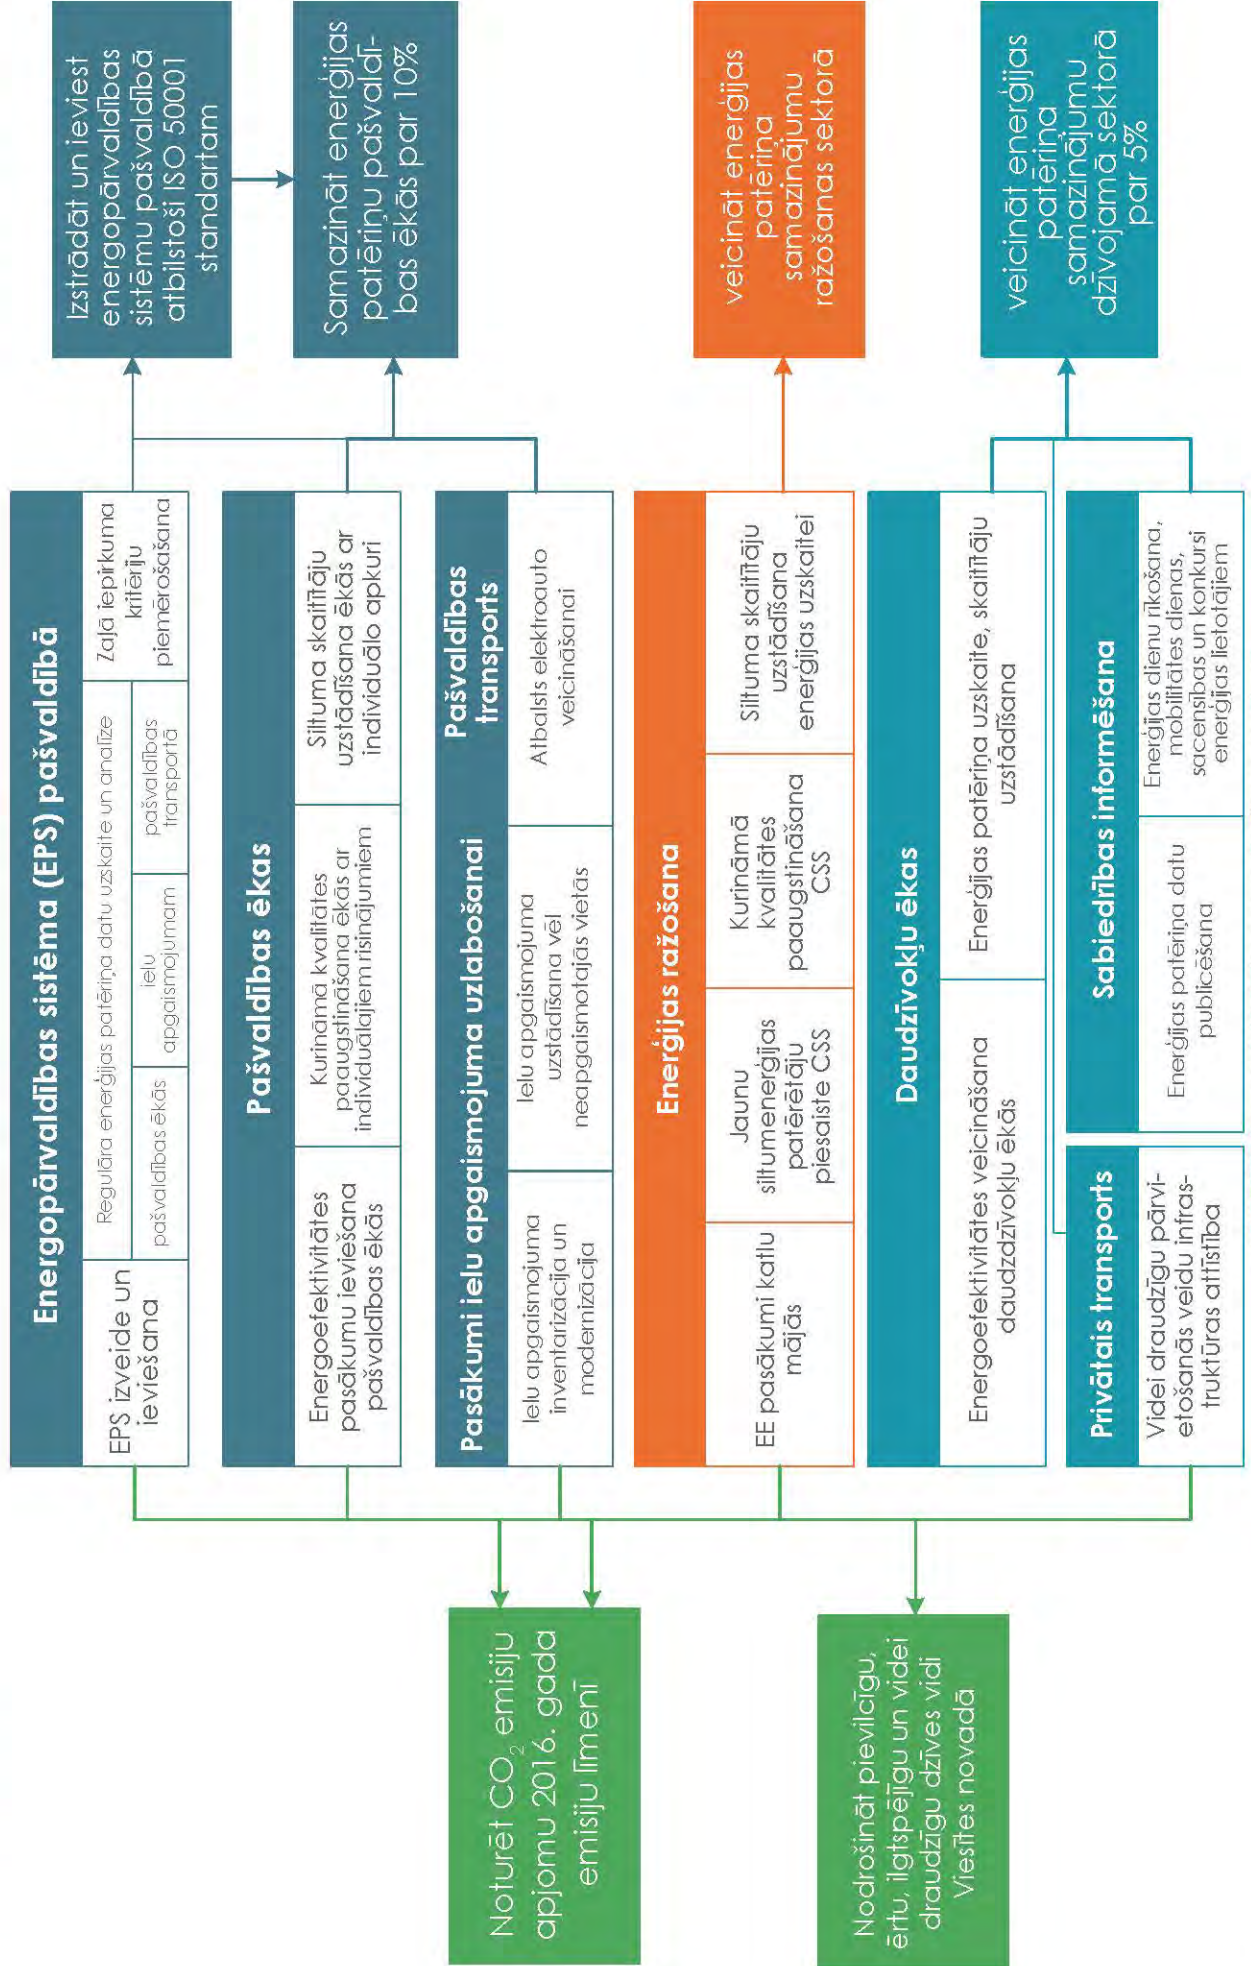 Izstrādāt un ieviest
energopārvaldības
sistēmu pašvaldībā
atbilstoši ISO 50001
standartam
Samazināt enerģijas
patēriņu pašvaldī-
bas ēkās par 10%
veicināt enerģijas
patēriņa
samazinājumu
ražošanas sektorā
veicināt enerģijas
patēriņa
samazinājumu
dzīvojamā sektorā
par 5%
Energopārvaldības sistēma (EPS) pašvaldībā
EPS izveide un
ieviešana
Regulāra enerģijas patēriņa datu uzskaite un analīze
pašvaldības ēkās
ielu
apgaismojumam
pašvaldības
transportā
Zaļā iepirkuma
kritēriju
piemērošašana
Pašvaldības ēkas
Energoefektivitātes
pasākumu ieviešana
pašvaldības ēkās
Kurināmā kvalitātes
paaugstināšana ēkās ar
individuālajiem risinājumiem
Siltuma skaitītāju
uzstādīšana ēkās ar
individuālo apkuri
Pasākumi ielu apgaismojuma uzlabošanai
Ielu apgaismojuma
inventarizācija un
modernizācija
Ielu apgaismojuma
uzstādīšana vēl
neapgaismotajās vietās
Pašvaldības
transports
Atbalsts elektroauto
veicināšanai
Enerģijas ražošana
EE pasākumi katlu
mājās
Jaunu
siltumenerģijas
patērētāju
piesaiste CSS
Kurināmā
kvalitātes
paaugstināšana
CSS
Siltuma skaitītāju
uzstādīšana
enerģijas uzskaitei
Daudzīvokļu ēkas
Energoefektivitātes veicināšana
daudzdzīvokļu ēkās
Enerģijas patēriņa uzskaite, skaitītāju
uzstādīšana
Privātais transports
Videi draudzīgu pārvi-
etošanās veidu infras-
truktūras attīstība
Sabiedrības informēšana
Enerģijas patēriņa datu
publicēšana
Enerģijas dienu rīkošana,
mobilitātes dienas,
sacensības un konkursi
enerģijas lietotājiem
Noturēt CO2 emisiju
apjomu 2016. gada
emisiju līmenī
Nodrošināt pievilcīgu,
ērtu, ilgtspējīgu un videi
draudzīgu dzīves vidi
Viesītes novadā